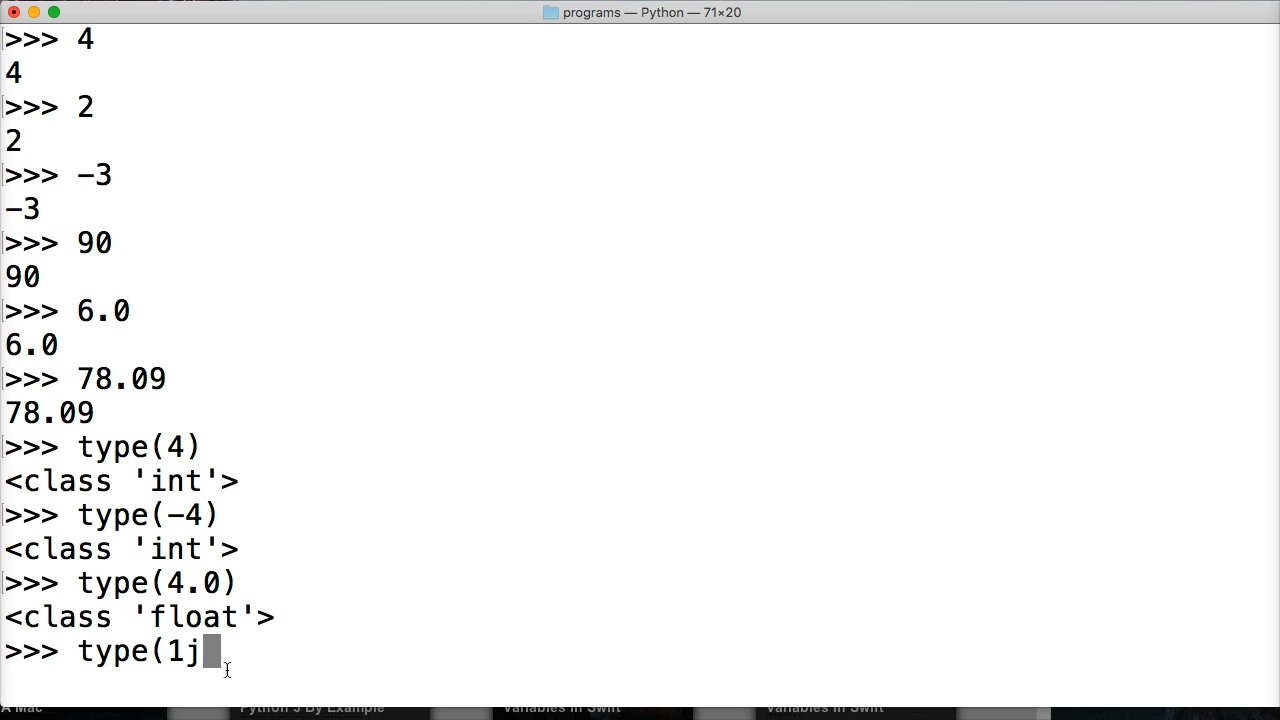 programs — Python — 71×20
>>> 4
4
>>> 2
2
>>> -3
-3
>>> 90
90
>>> 6.0
6.0
>>> 78.09
78.09
>>> type(4)
<class 'int'>
>>> type(-4)
<class 'int'>
>>> type(4.0)
<class 'float'>
>>> type(1j
A Mac
Python 3 By Example
Variables in Swift
Variables in Swift